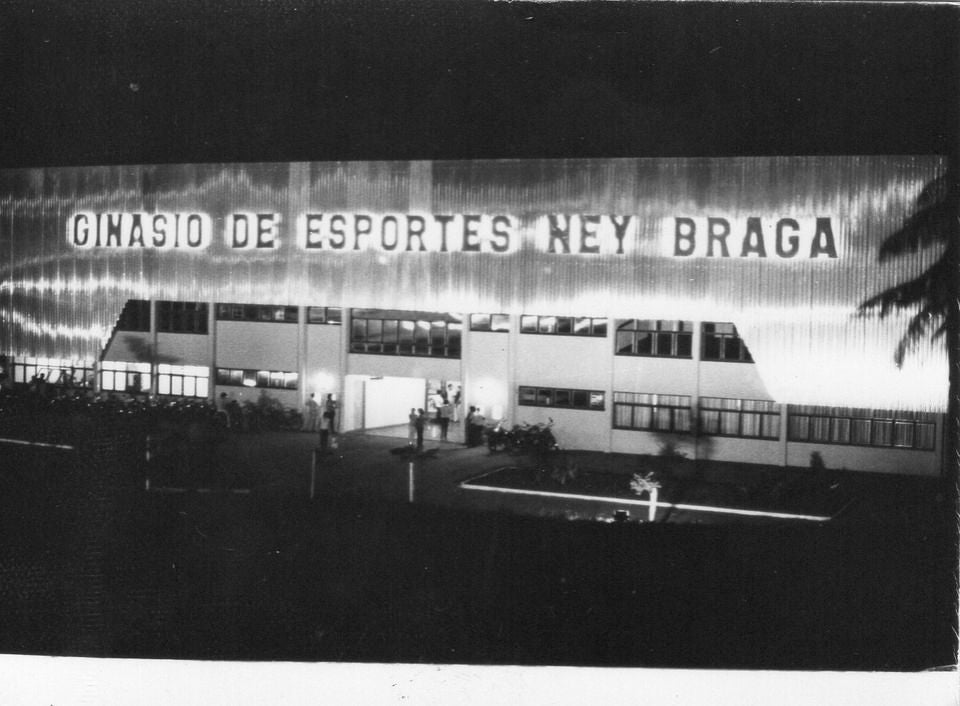 GINASIO DE ESPORTES NEY BRAGA